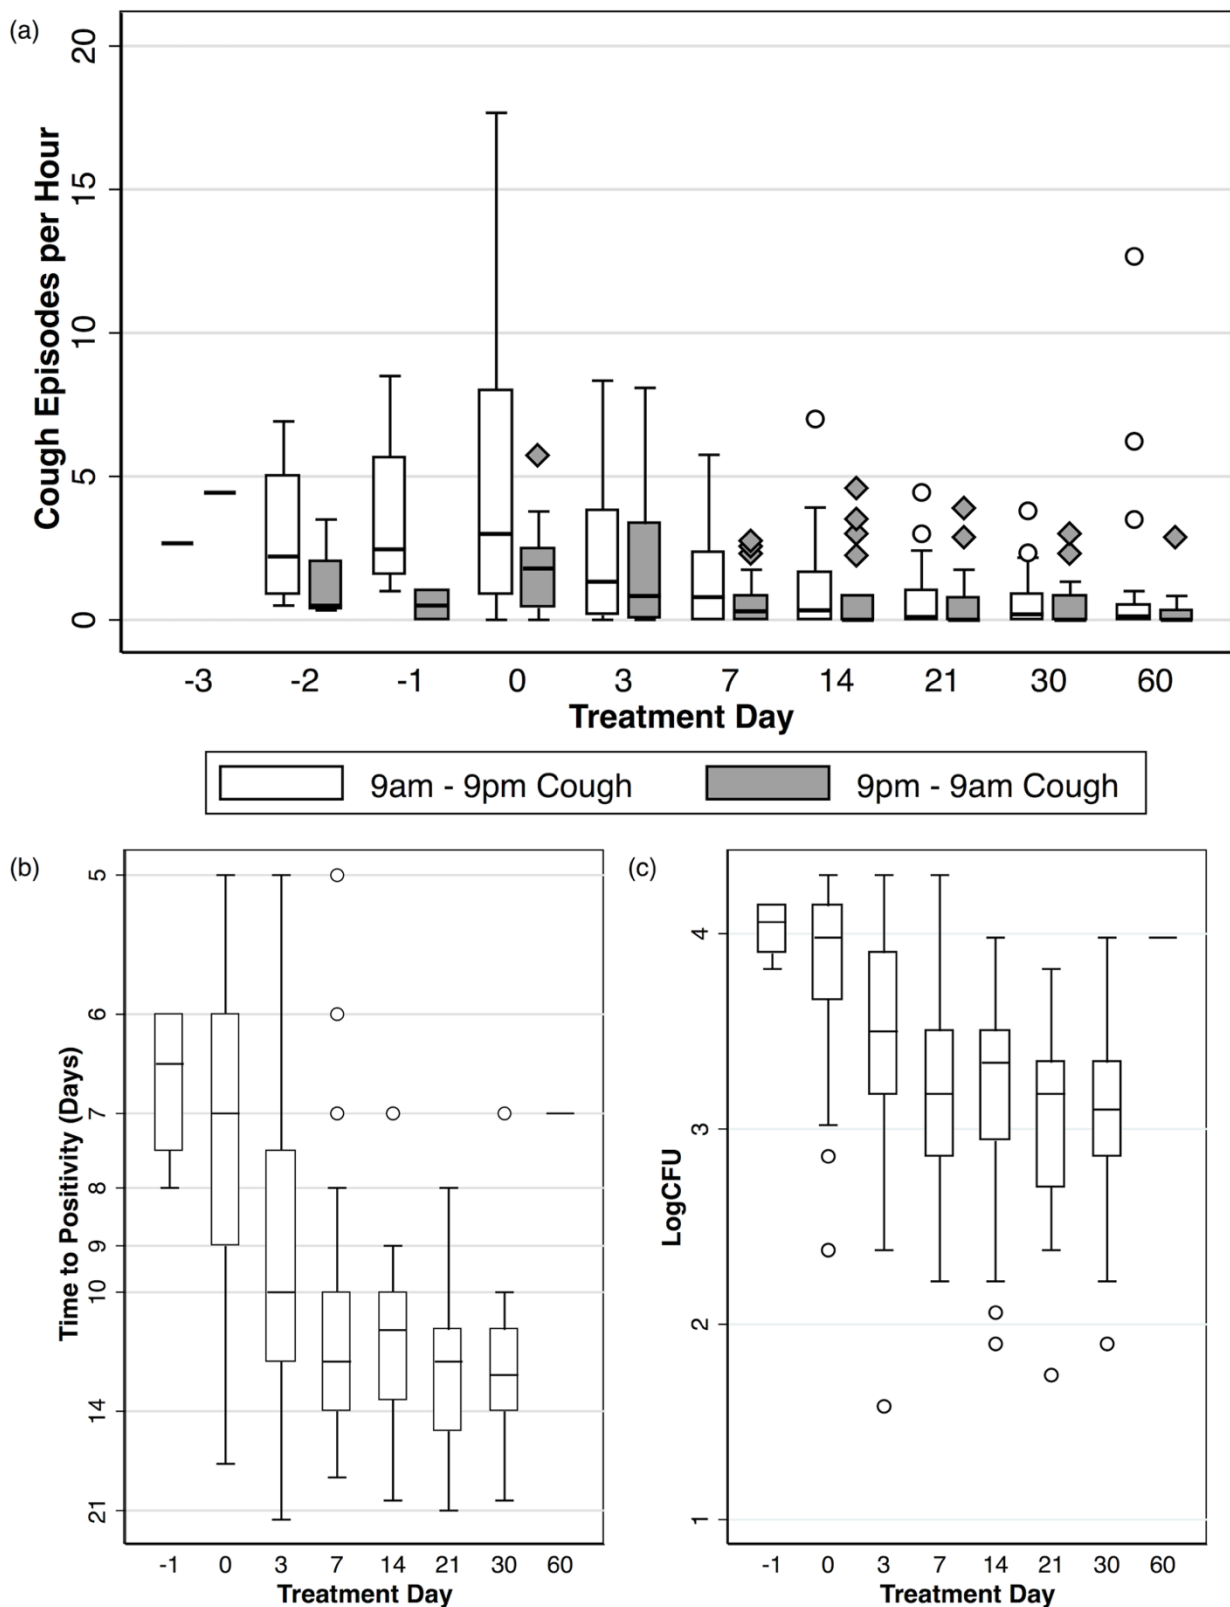 (a)
Cough Episodes per Hour
20
15
10
5
0
-3 -2 -1 0 3 7 14 21 30 60
Treatment Day
9am - 9pm Cough 9pm - 9am Cough
(b)
Time to Positivity (Days)
5
6
7
8
9
10
14
21
-1 0 3 7 14 21 30 60
Treatment Day
(c)
LogCFU
4
3
2
1
-1 0 3 7 14 21 30 60
Treatment Day